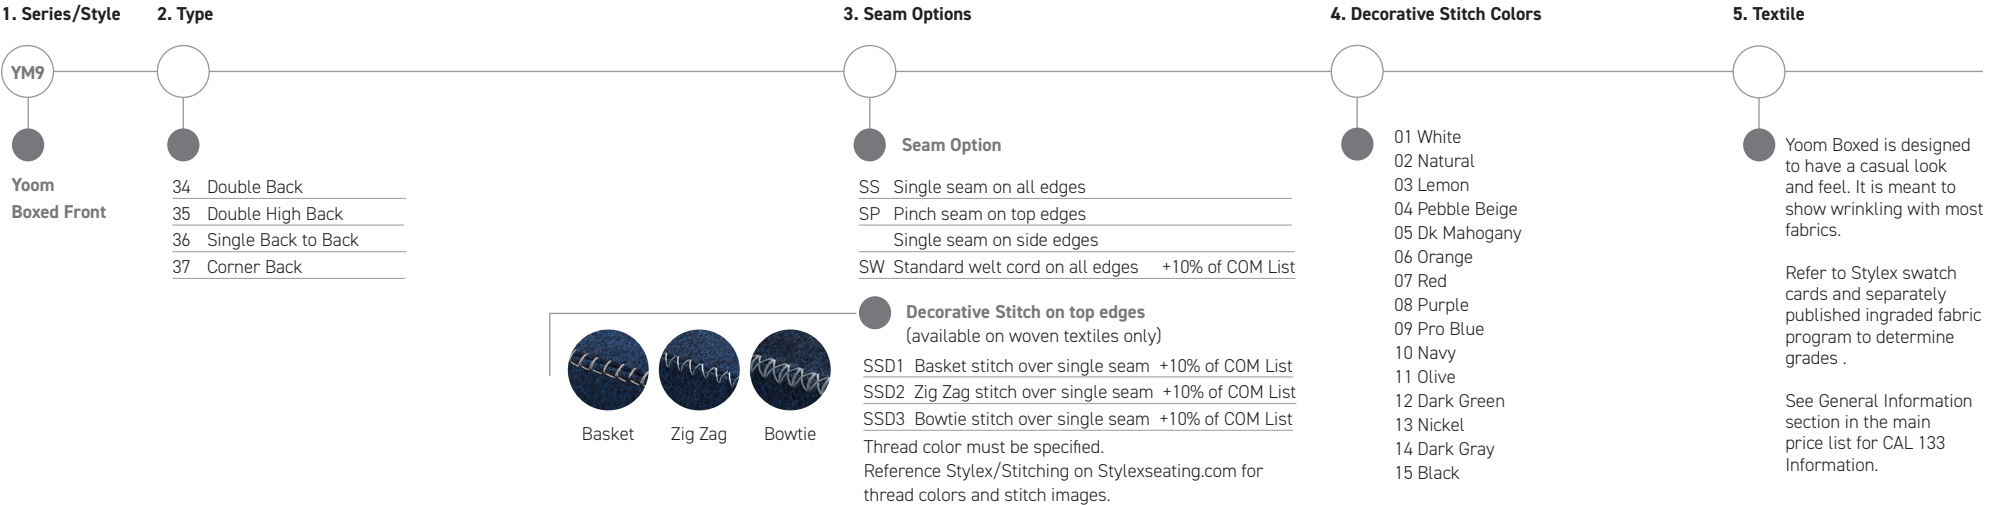 1. Series/Style
2. Type
3. Seam Options
4. Decorative Stitch Colors
5. Textile
YM9
Yoom
Boxed Front
34 Double Back
35 Double High Back
36 Single Back to Back
37 Corner Back
Seam Option
SS Single seam on all edges
SP Pinch seam on top edges
Single seam on side edges
SW Standard welt cord on all edges +10% of COM List
Decorative Stitch on top edges
(available on woven textiles only)
Basket
Zig Zag
Bowtie
SSD1 Basket stitch over single seam +10% of COM List
SSD2 Zig Zag stitch over single seam +10% of COM List
SSD3 Bowtie stitch over single seam +10% of COM List
Thread color must be specified.
Reference Stylex/Stitching on Stylexseating.com for
thread colors and stitch images.
01 White
02 Natural
03 Lemon
04 Pebble Beige
05 Dk Mahogany
06 Orange
07 Red
08 Purple
09 Pro Blue
10 Navy
11 Olive
12 Dark Green
13 Nickel
14 Dark Gray
15 Black
Yoom Boxed is designed
to have a casual look
and feel. It is meant to
show wrinkling with most
fabrics.
Refer to Stylex swatch
cards and separately
published ingraded fabric
program to determine
grades .
See General Information
section in the main
price list for CAL 133
Information.